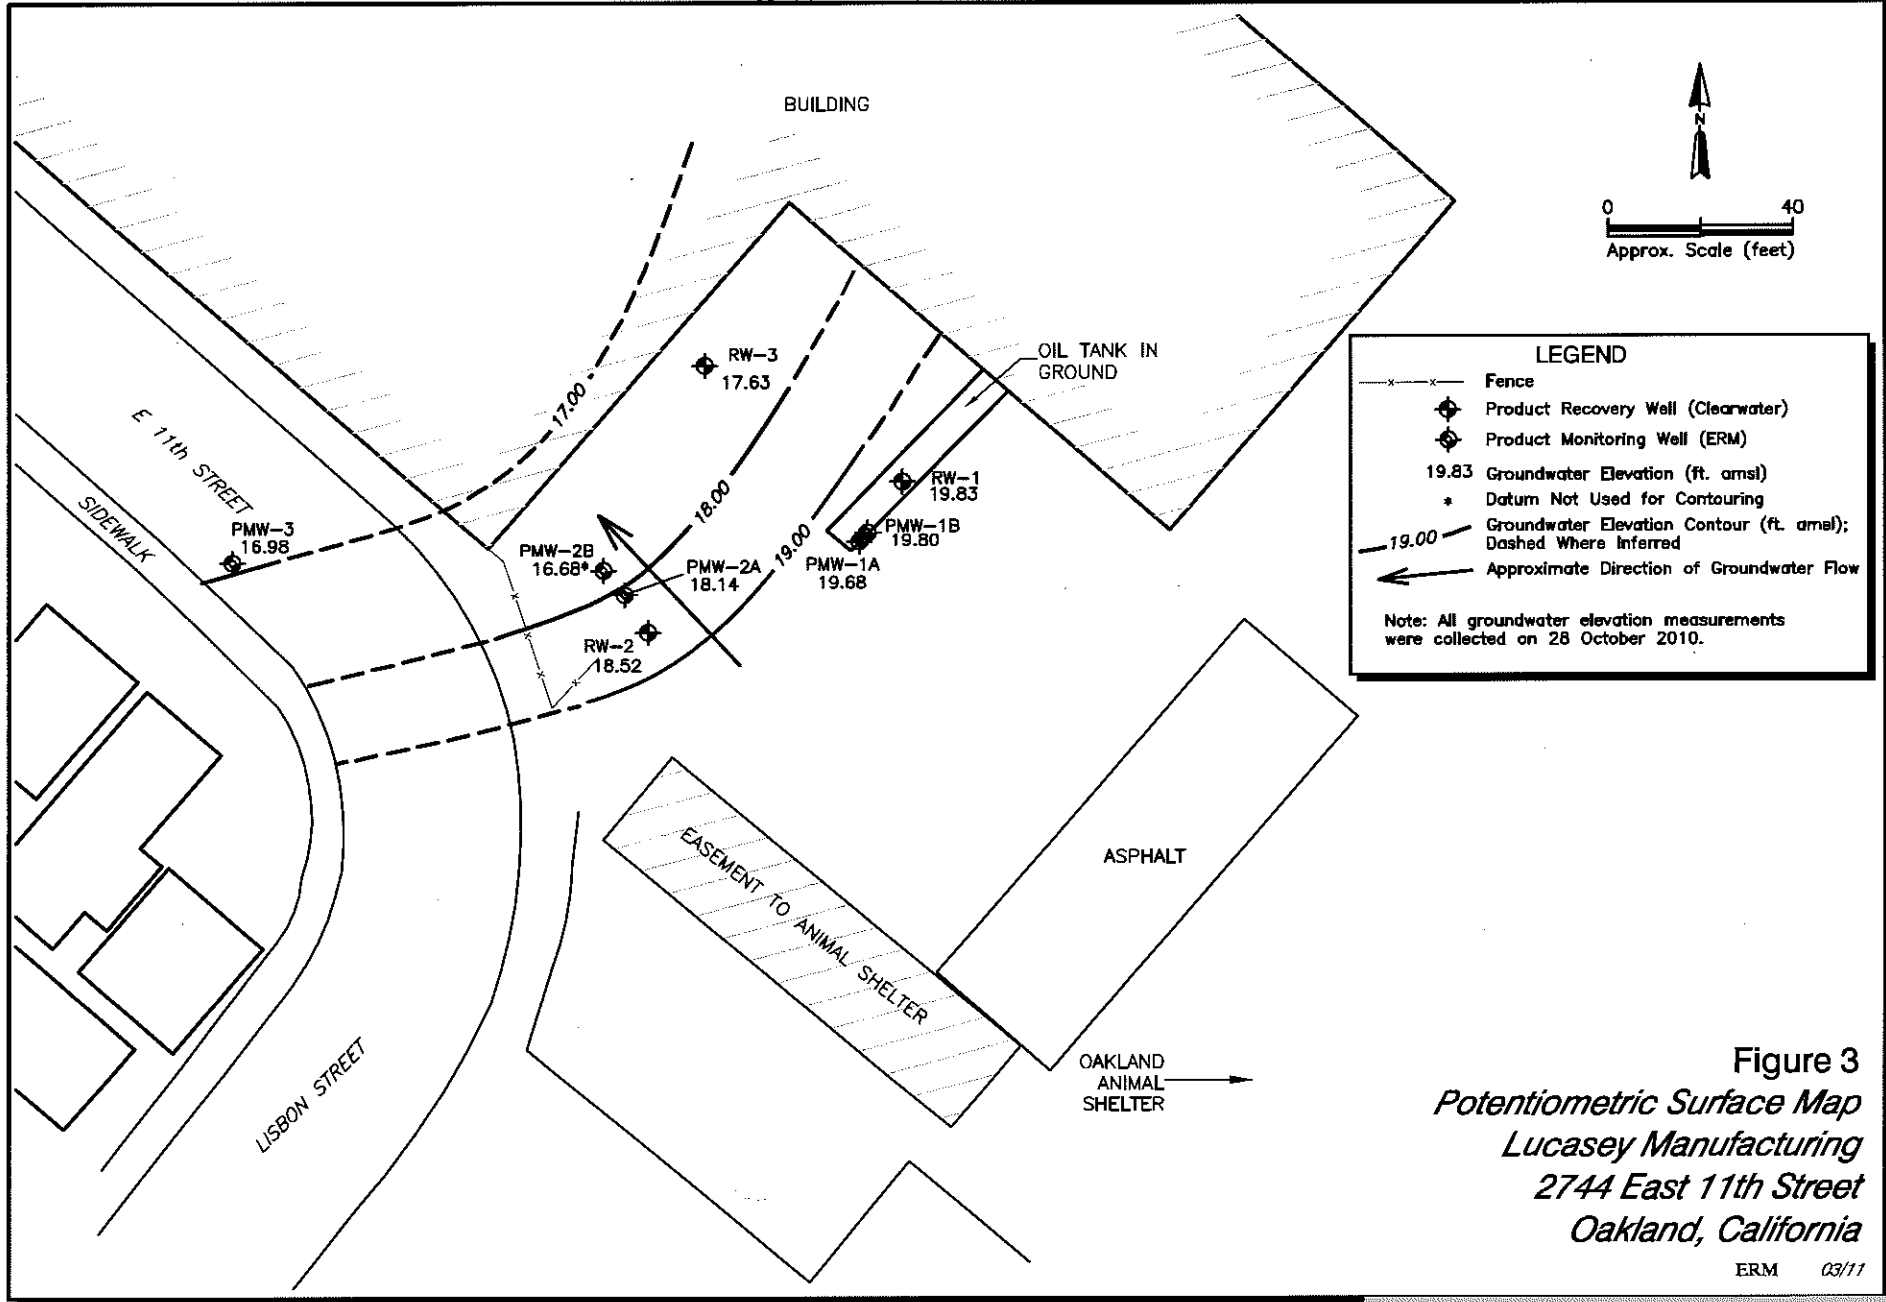 BUILDING
N
0 40
Approx. Scale (feet)
OIL TANK IN
GROUND
RW-3
17.63
17.00
E 11th STREET
SIDEWALK
PMW-3
16.98
18.00
RW-1
19.83
PMW-1B
19.80
PMW-1A
19.68
19.00
PMW-2B
16.68*
PMW-2A
18.14
RW-2
18.52
LEGEND
Fence
Product Recovery Well (Clearwater)
Product Monitoring Well (ERM)
19.83 Groundwater Elevation (ft. amsl)
* Datum Not Used for Contouring
19.00 Groundwater Elevation Contour (ft. amsl);
Dashed Where Inferred
Approximate Direction of Groundwater Flow
Note: All groundwater elevation measurements
were collected on 28 October 2010.
EASEMENT TO ANIMAL SHELTER
ASPHALT
LISBON STREET
OAKLAND
ANIMAL
SHELTER
Figure 3
Potentiometric Surface Map
Lucasey Manufacturing
2744 East 11th Street
Oakland, California
ERM 03/11